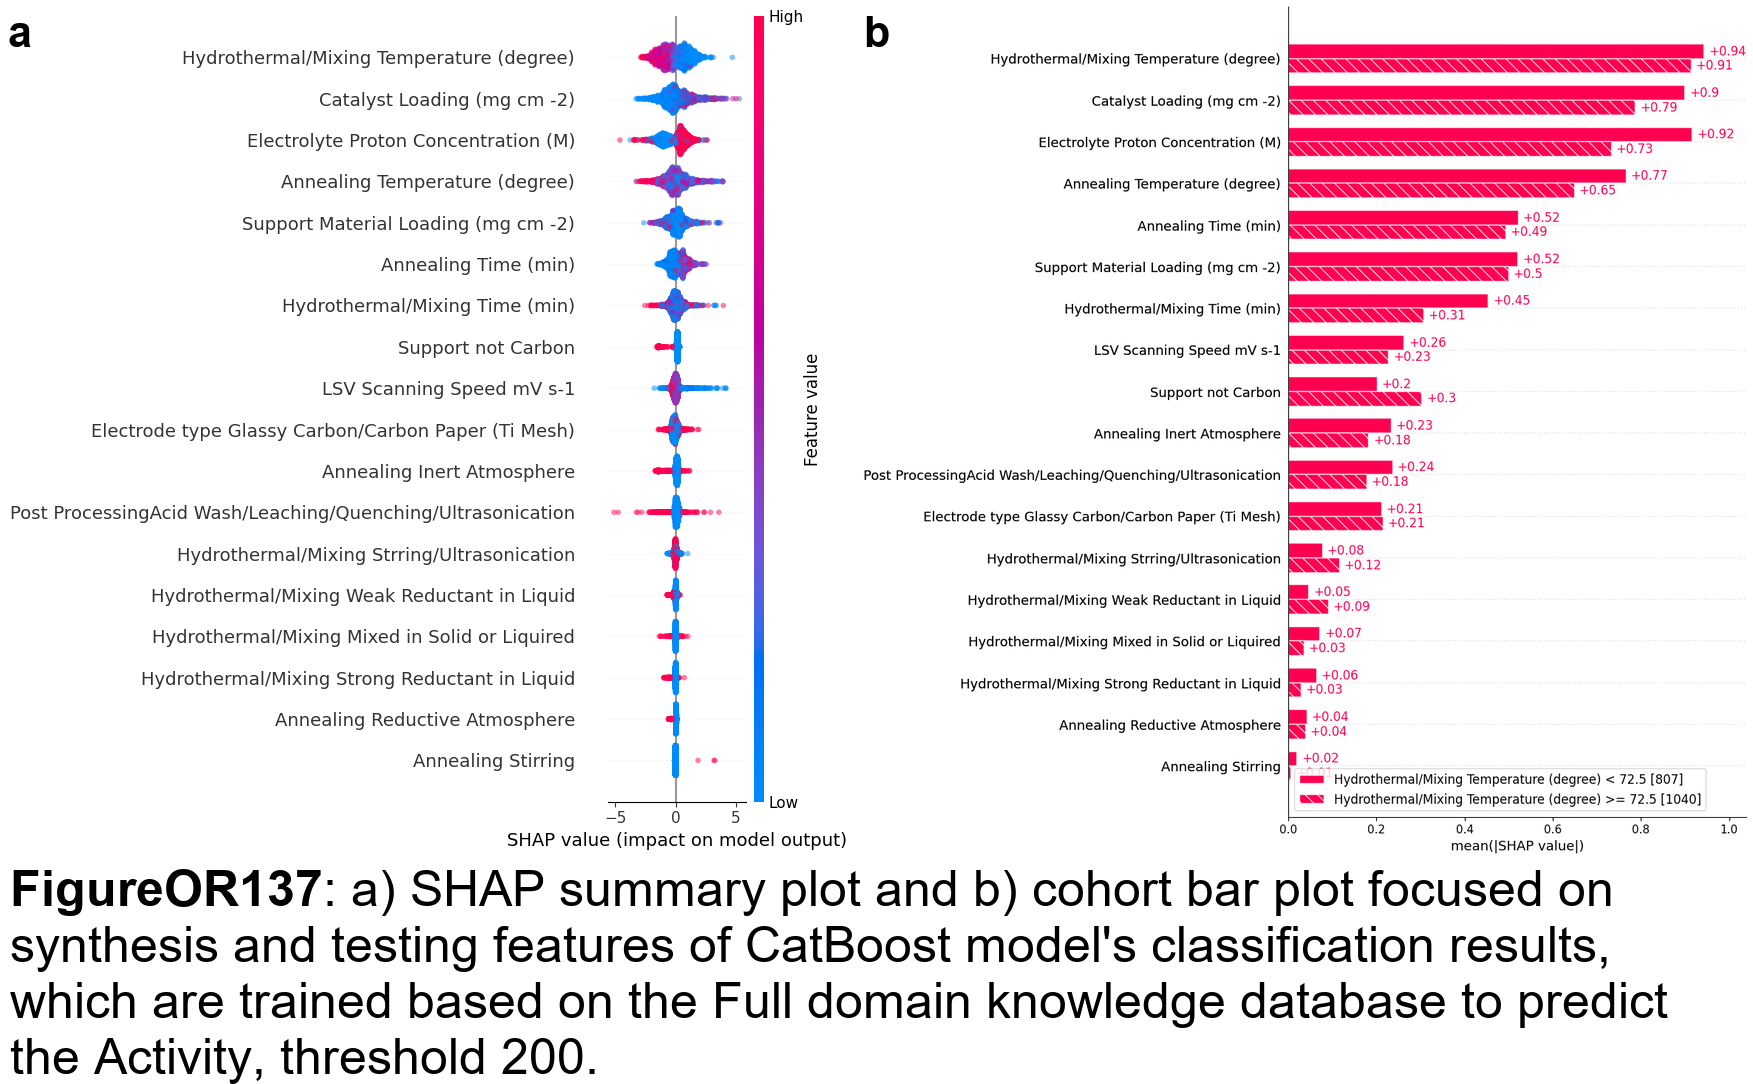 a
High
Hydrothermal/Mixing Temperature (degree)
Catalyst Loading (mg cm -2)
Electrolyte Proton Concentration (M)
Annealing Temperature (degree)
Support Material Loading (mg cm -2)
Annealing Time (min)
Hydrothermal/Mixing Time (min)
Support not Carbon
LSV Scanning Speed mV s-1
Electrode type Glassy Carbon/Carbon Paper (Ti Mesh)
Annealing Inert Atmosphere
Post ProcessingAcid Wash/Leaching/Quenching/Ultrasonication
Hydrothermal/Mixing Strring/Ultrasonication
Hydrothermal/Mixing Weak Reductant in Liquid
Hydrothermal/Mixing Mixed in Solid or Liquired
Hydrothermal/Mixing Strong Reductant in Liquid
Annealing Reductive Atmosphere
Annealing Stirring
Feature value
Low
−5 0 5
SHAP value (impact on model output)
b
Hydrothermal/Mixing Temperature (degree) +0.94
+0.91
Catalyst Loading (mg cm -2) +0.9
+0.79
Electrolyte Proton Concentration (M) +0.92
+0.73
Annealing Temperature (degree) +0.77
+0.65
Annealing Time (min) +0.52
+0.49
Support Material Loading (mg cm -2) +0.52
+0.5
Hydrothermal/Mixing Time (min) +0.45
+0.31
LSV Scanning Speed mV s-1 +0.26
+0.23
Support not Carbon +0.2
+0.3
Annealing Inert Atmosphere +0.23
+0.18
Post ProcessingAcid Wash/Leaching/Quenching/Ultrasonication +0.24
+0.18
Electrode type Glassy Carbon/Carbon Paper (Ti Mesh) +0.21
+0.21
Hydrothermal/Mixing Strring/Ultrasonication +0.08
+0.12
Hydrothermal/Mixing Weak Reductant in Liquid +0.05
+0.09
Hydrothermal/Mixing Mixed in Solid or Liquired +0.07
+0.03
Hydrothermal/Mixing Strong Reductant in Liquid +0.06
+0.03
Annealing Reductive Atmosphere +0.04
+0.04
Annealing Stirring +0.02
Hydrothermal/Mixing Temperature (degree) < 72.5 [807]
Hydrothermal/Mixing Temperature (degree) >= 72.5 [1040]
0.0 0.2 0.4 0.6 0.8 1.0
mean(|SHAP value|)
FigureOR137: a) SHAP summary plot and b) cohort bar plot focused on
synthesis and testing features of CatBoost model's classification results,
which are trained based on the Full domain knowledge database to predict
the Activity, threshold 200.